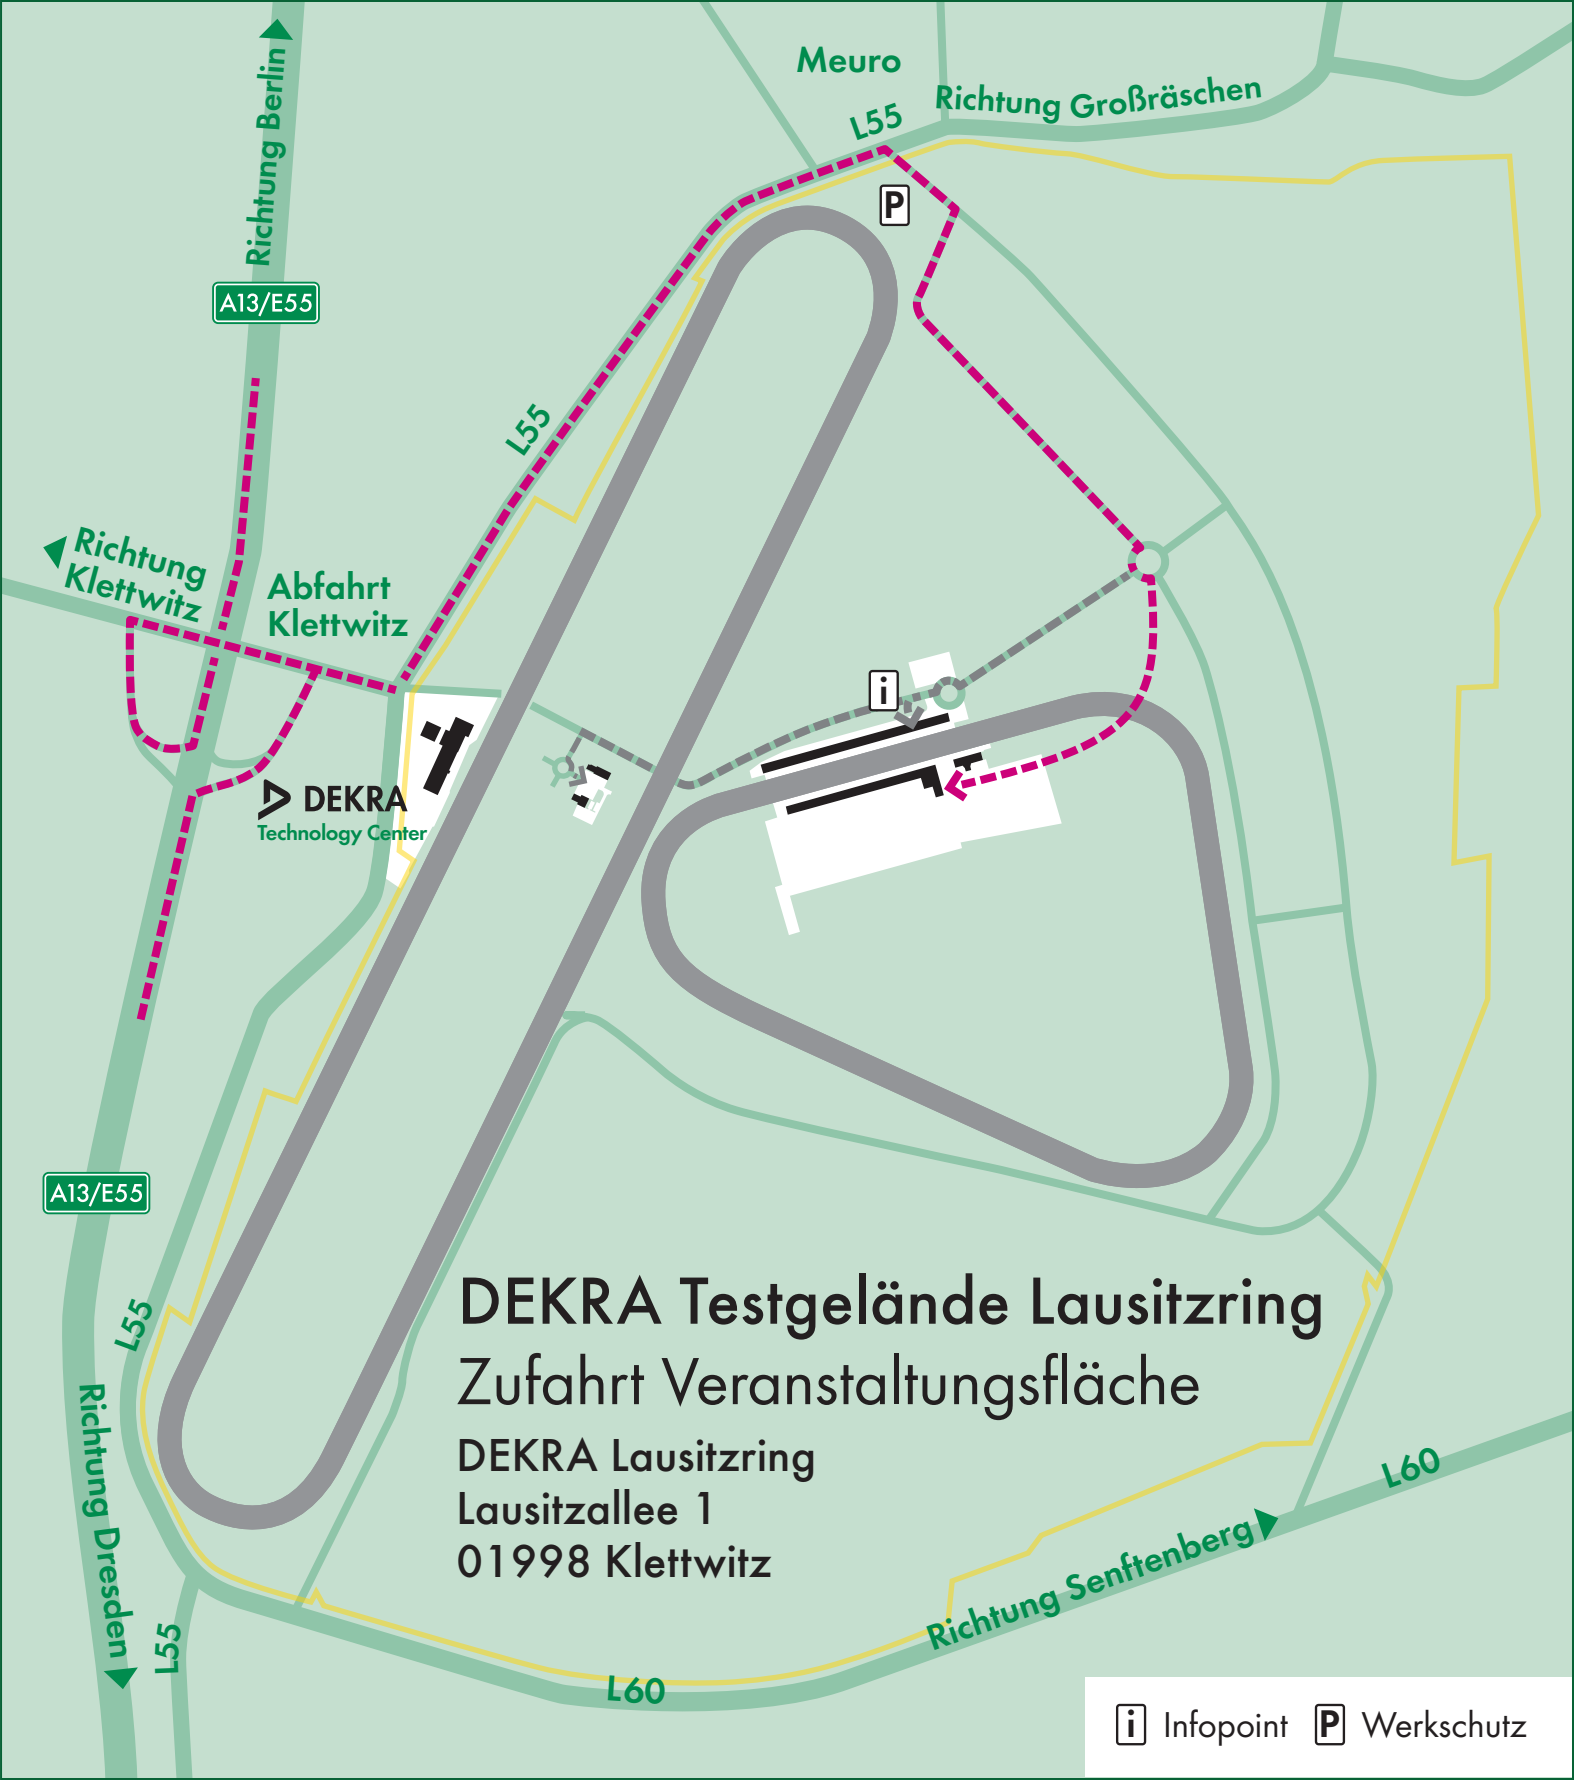 Meuro
Richtung Großräschen
L55
Richtung Berlin
A13/E55
L55
Richtung
Klettwitz
Abfahrt
Klettwitz
i
P
DEKRA
Technology Center
A13/E55
L55
Richtung Dresden
L55
DEKRA Testgelände Lausitzring
Zufahrt Veranstaltungsfläche
DEKRA Lausitzring
Lausitzallee 1
01998 Klettwitz
L60
Richtung Senftenberg
L60
i Infopoint P Werkschutz